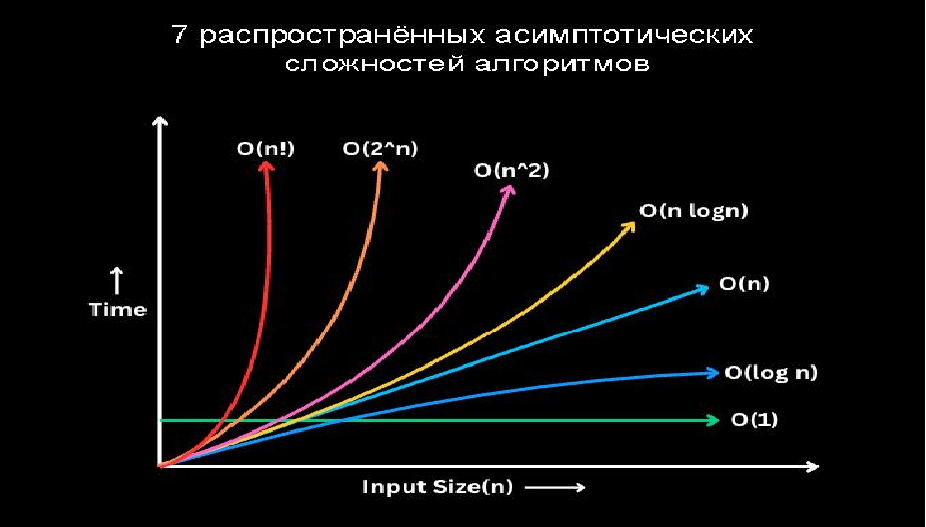 7 распространённых асимптотических
сложностей алгоритмов
O(n!)
O(2^n)
O(n^2)
O(n logn)
O(n)
O(log n)
O(1)
↑
Time
Input Size(n) ⟶